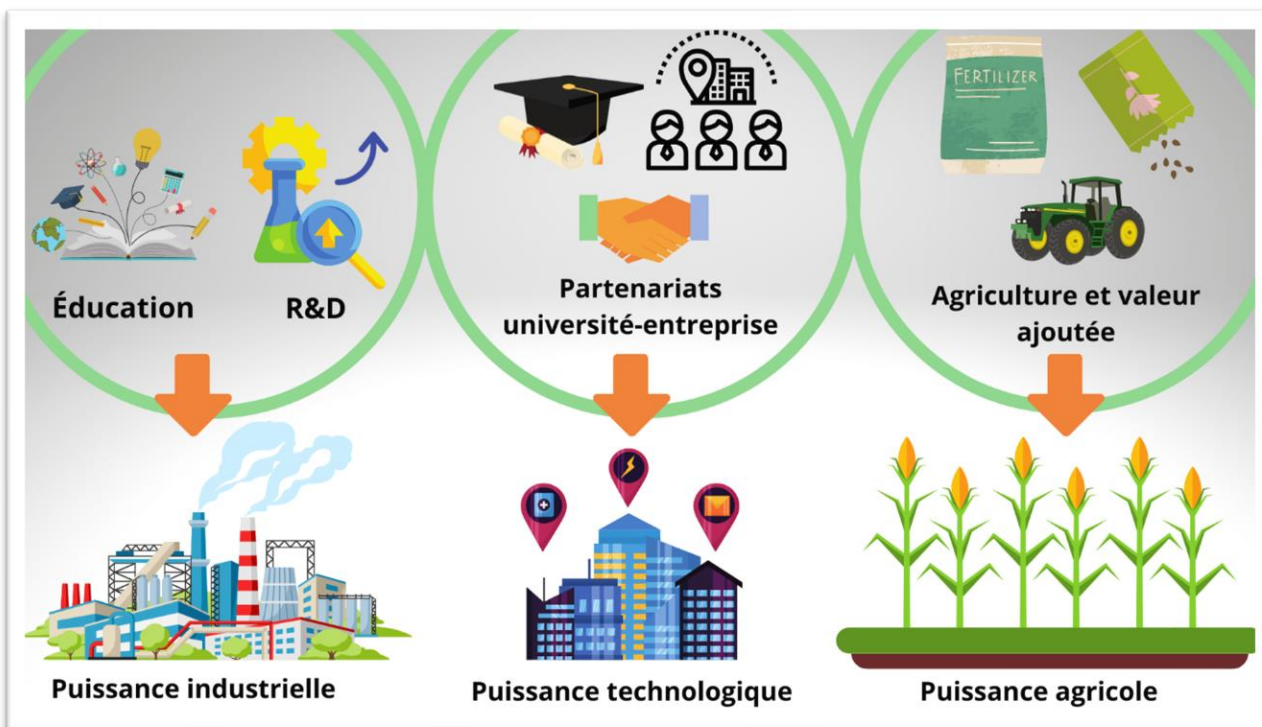 FERTILIZER
Éducation
R&D
Partenariats
université-entreprise
Agriculture et valeur
ajoutée
Puissance industrielle
Puissance technologique
Puissance agricole